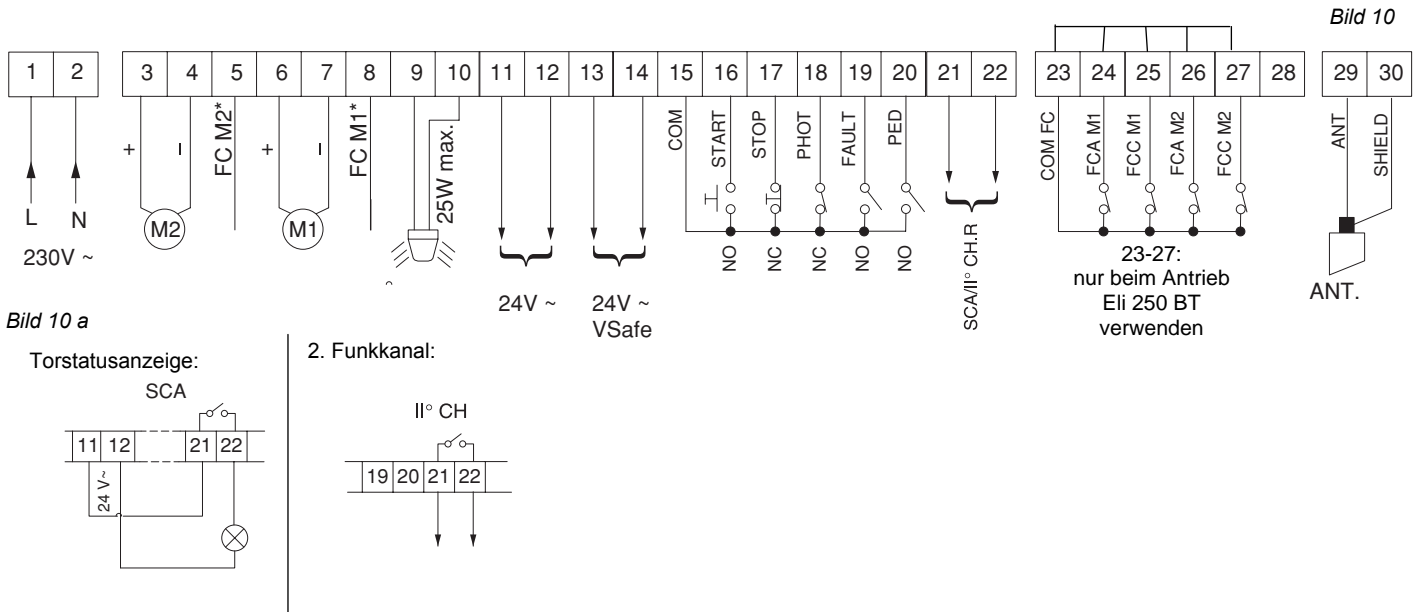 Bild 10
1 2 3 4 5 6 7 8 9 10 11 12 13 14 15 16 17 18 19 20 21 22 23 24 25 26 27 28 29 30
L N
230V ~
+ − FC M2*
M2
+ − FC M1*
M1
25W max.
24V ~
24V ~
VSafe
COM
START
STOP
PHOT
FAULT
PED
NO NC NC NO NO
SCA/II° CH.R
COM FC
FCA M1
FCC M1
FCA M2
FCC M2
23-27:
nur beim Antrieb
Eli 250 BT
verwenden
ANT
SHIELD
ANT.
Bild 10 a
Torstatusanzeige:
SCA
11 12 21 22
24 V~
2. Funkkanal:
II° CH
19 20 21 22